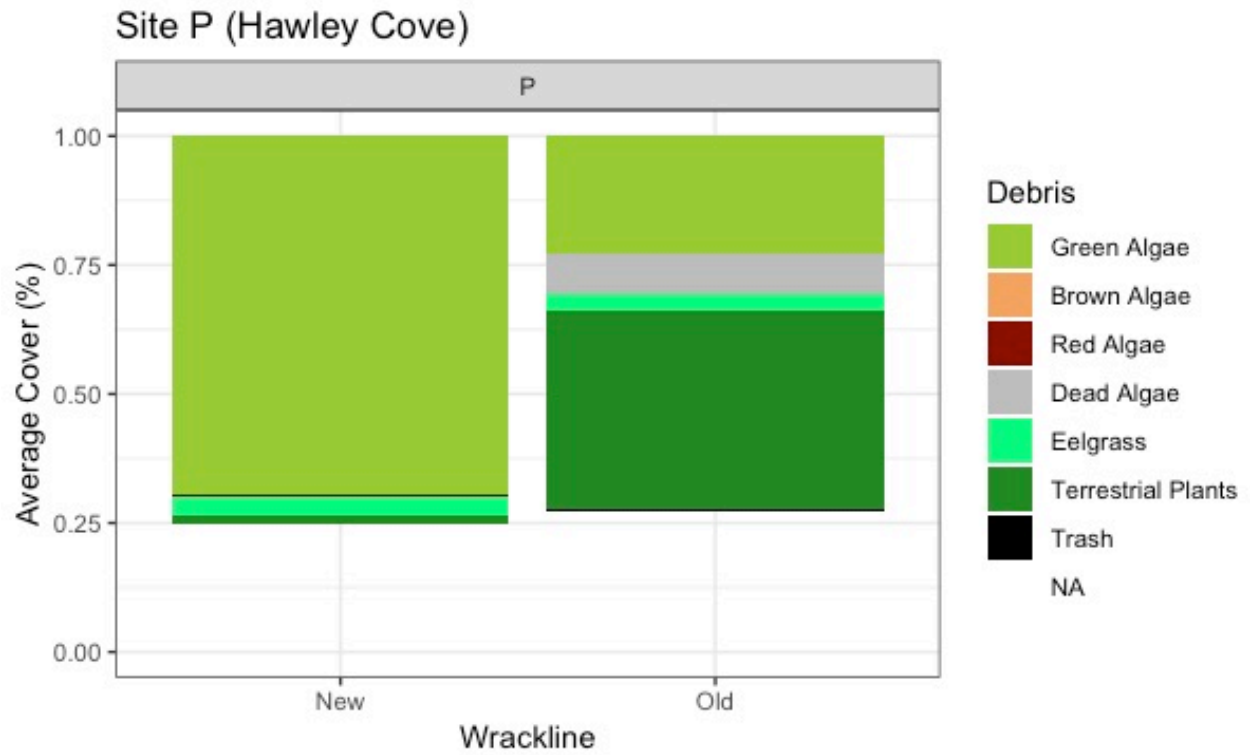 Site P (Hawley Cove)
P
1.00
0.75
0.50
0.25
0.00
Average Cover (%)
New
Old
Wrackline
Debris
Green Algae
Brown Algae
Red Algae
Dead Algae
Eelgrass
Terrestrial Plants
Trash
NA